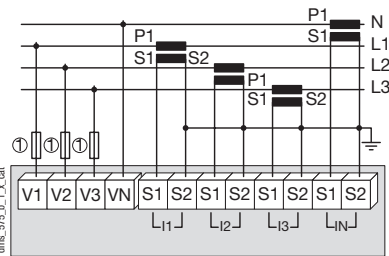 P1 N
S1 L1
P1
S1 S2 L2
P1
S1 S2 L3
① ① ①
V1 V2 V3 VN S1 S2 S1 S2 S1 S2 S1 S2
I1 I2 I3 IN